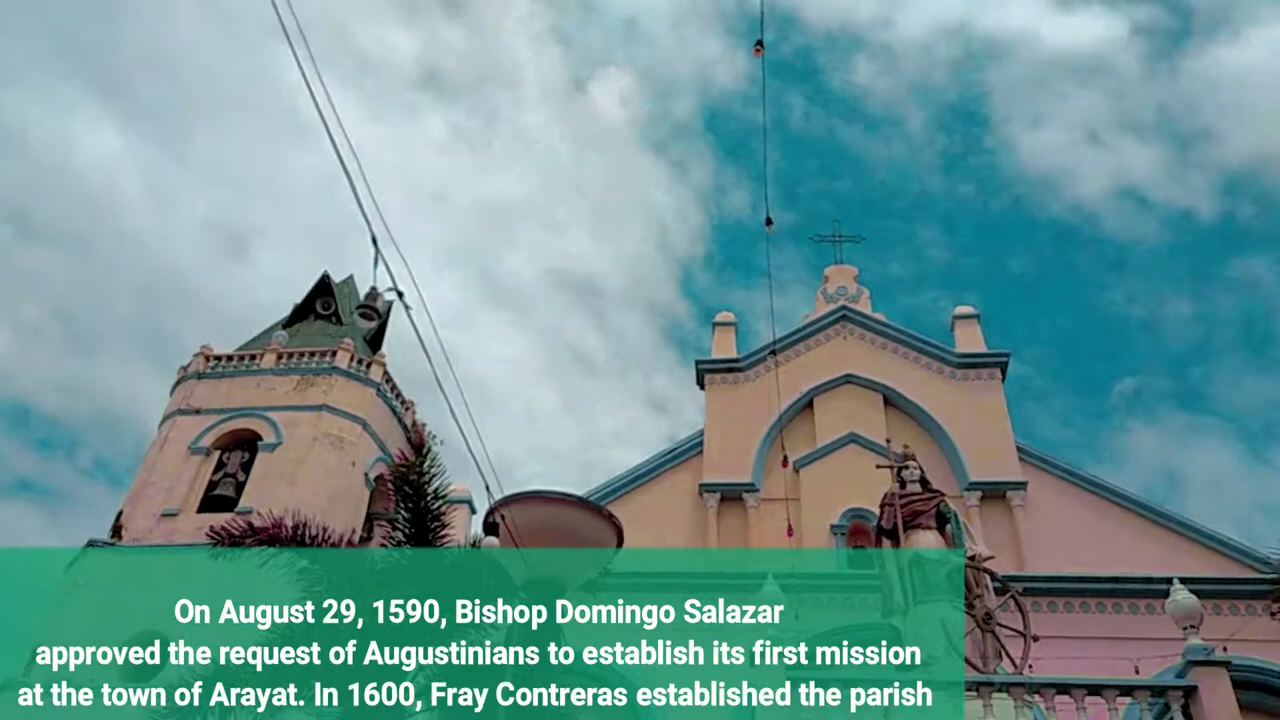 On August 29, 1590, Bishop Domingo Salazar
approved the request of Augustinians to establish its first mission
at the town of Arayat. In 1600, Fray Contreras established the parish